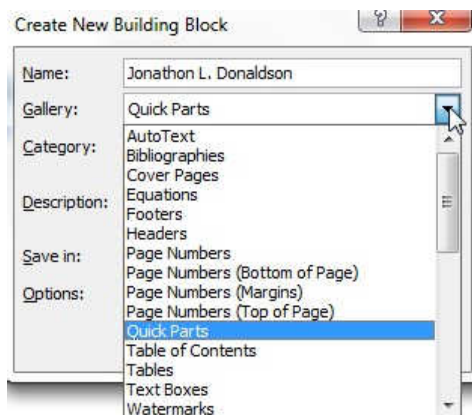 Create New Building Block
Name: Jonathon L. Donaldson
Gallery: Quick Parts
Category:
Description:
Save in:
Options:
AutoText
Bibliographies
Cover Pages
Equations
Footers
Headers
Page Numbers
Page Numbers (Bottom of Page)
Page Numbers (Margins)
Page Numbers (Top of Page)
Quick Parts
Table of Contents
Tables
Text Boxes
Watermarks